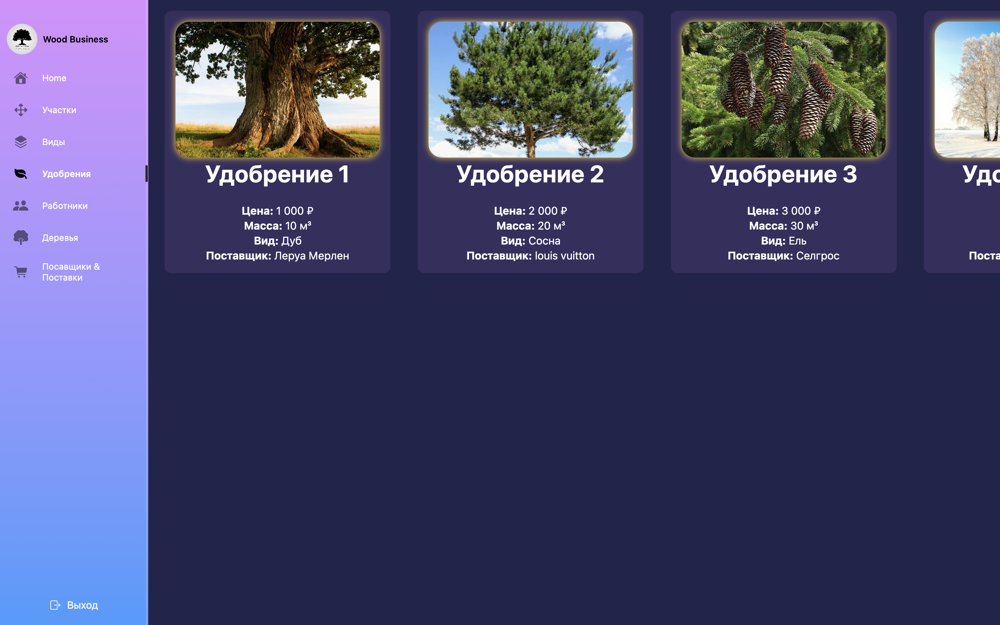 Wood Business
Home
Участки
Виды
Удобрения
Работники
Деревья
Посавщики &
Поставки
Выход
Удобрение 1
Цена: 1 000 ₽
Масса: 10 м³
Вид: Дуб
Поставщик: Леруа Мерлен
Удобрение 2
Цена: 2 000 ₽
Масса: 20 м³
Вид: Сосна
Поставщик: louis vuitton
Удобрение 3
Цена: 3 000 ₽
Масса: 30 м³
Вид: Ель
Поставщик: Селгрос